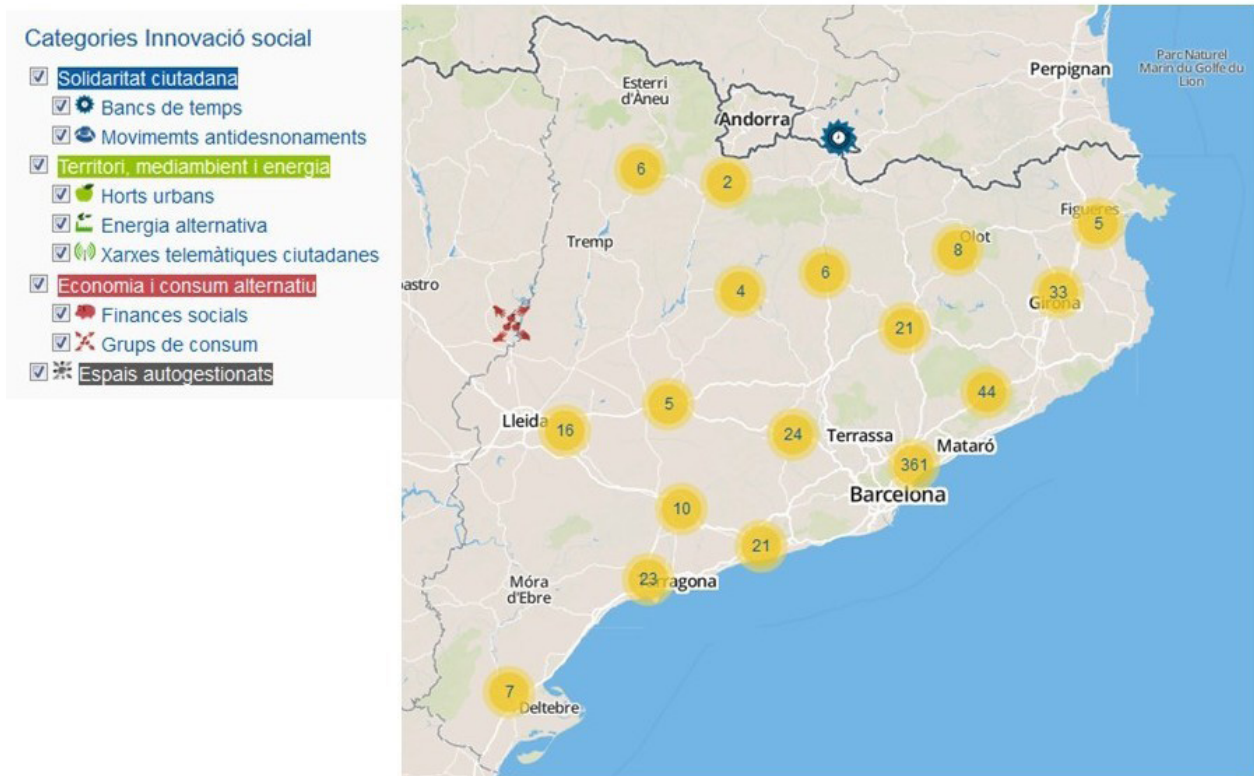 Categories Innovació social
Solidaritat ciutadana
Bancs de temps
Movimemts antidesnonaments
Territori, mediambient i energia
Horts urbans
Energia alternativa
Xarxes telemàtiques ciutadanes
Economia i consum alternatiu
Finances socials
Grups de consum
Espais autogestionats
Parc Naturel
Marin du Golfe du
Lion
Perpignan
Esterri
d'Àneu
Andorra
6
2
Figueres
5
Tremp
Olot
8
6
astro
4
33
Girona
21
44
5
Lleida
16
24
Terrassa
Mataró
361
Barcelona
10
21
Móra
d'Ebre
23
Tarragona
7
Deltebre